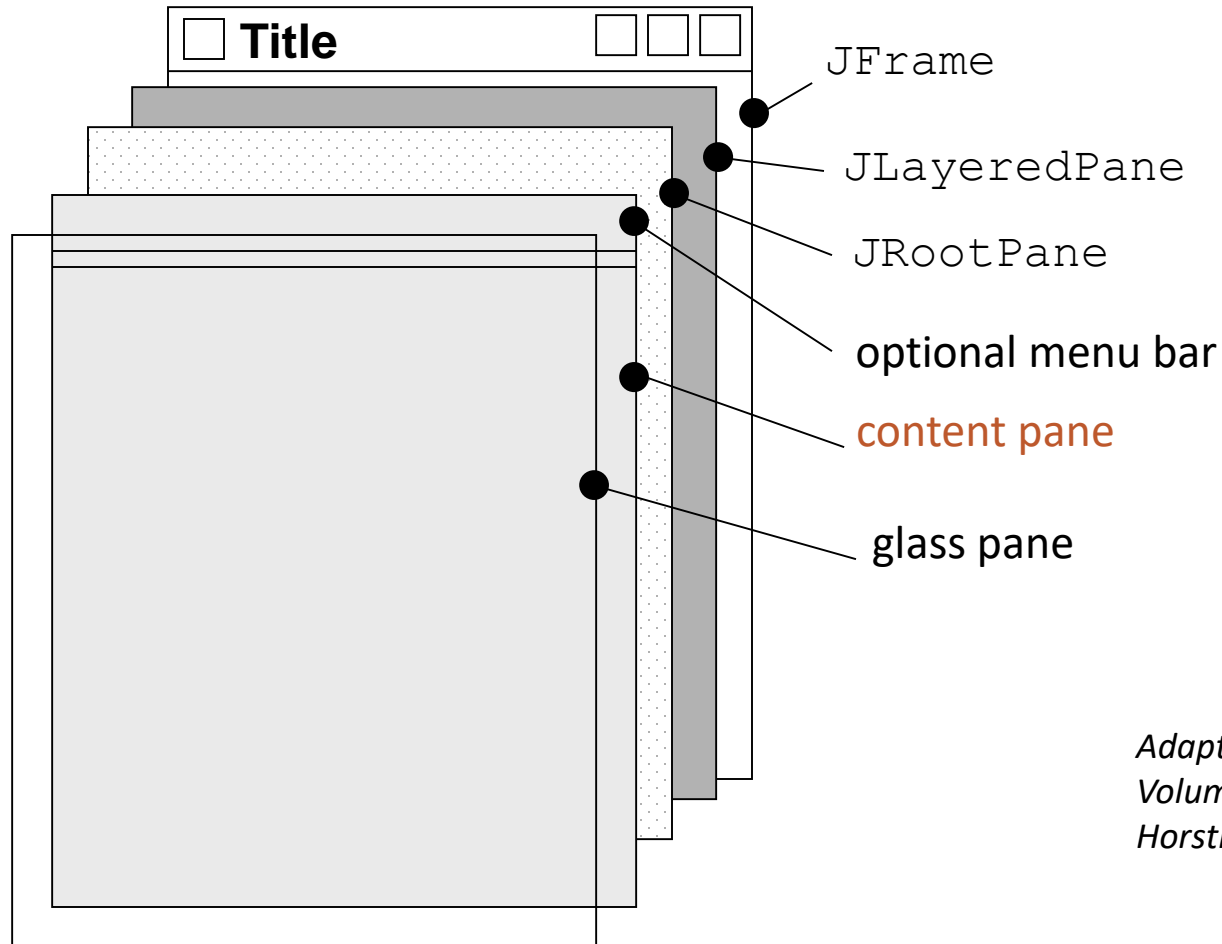 Title
JFrame
JLayeredPane
JRootPane
optional menu bar
content pane
glass pane